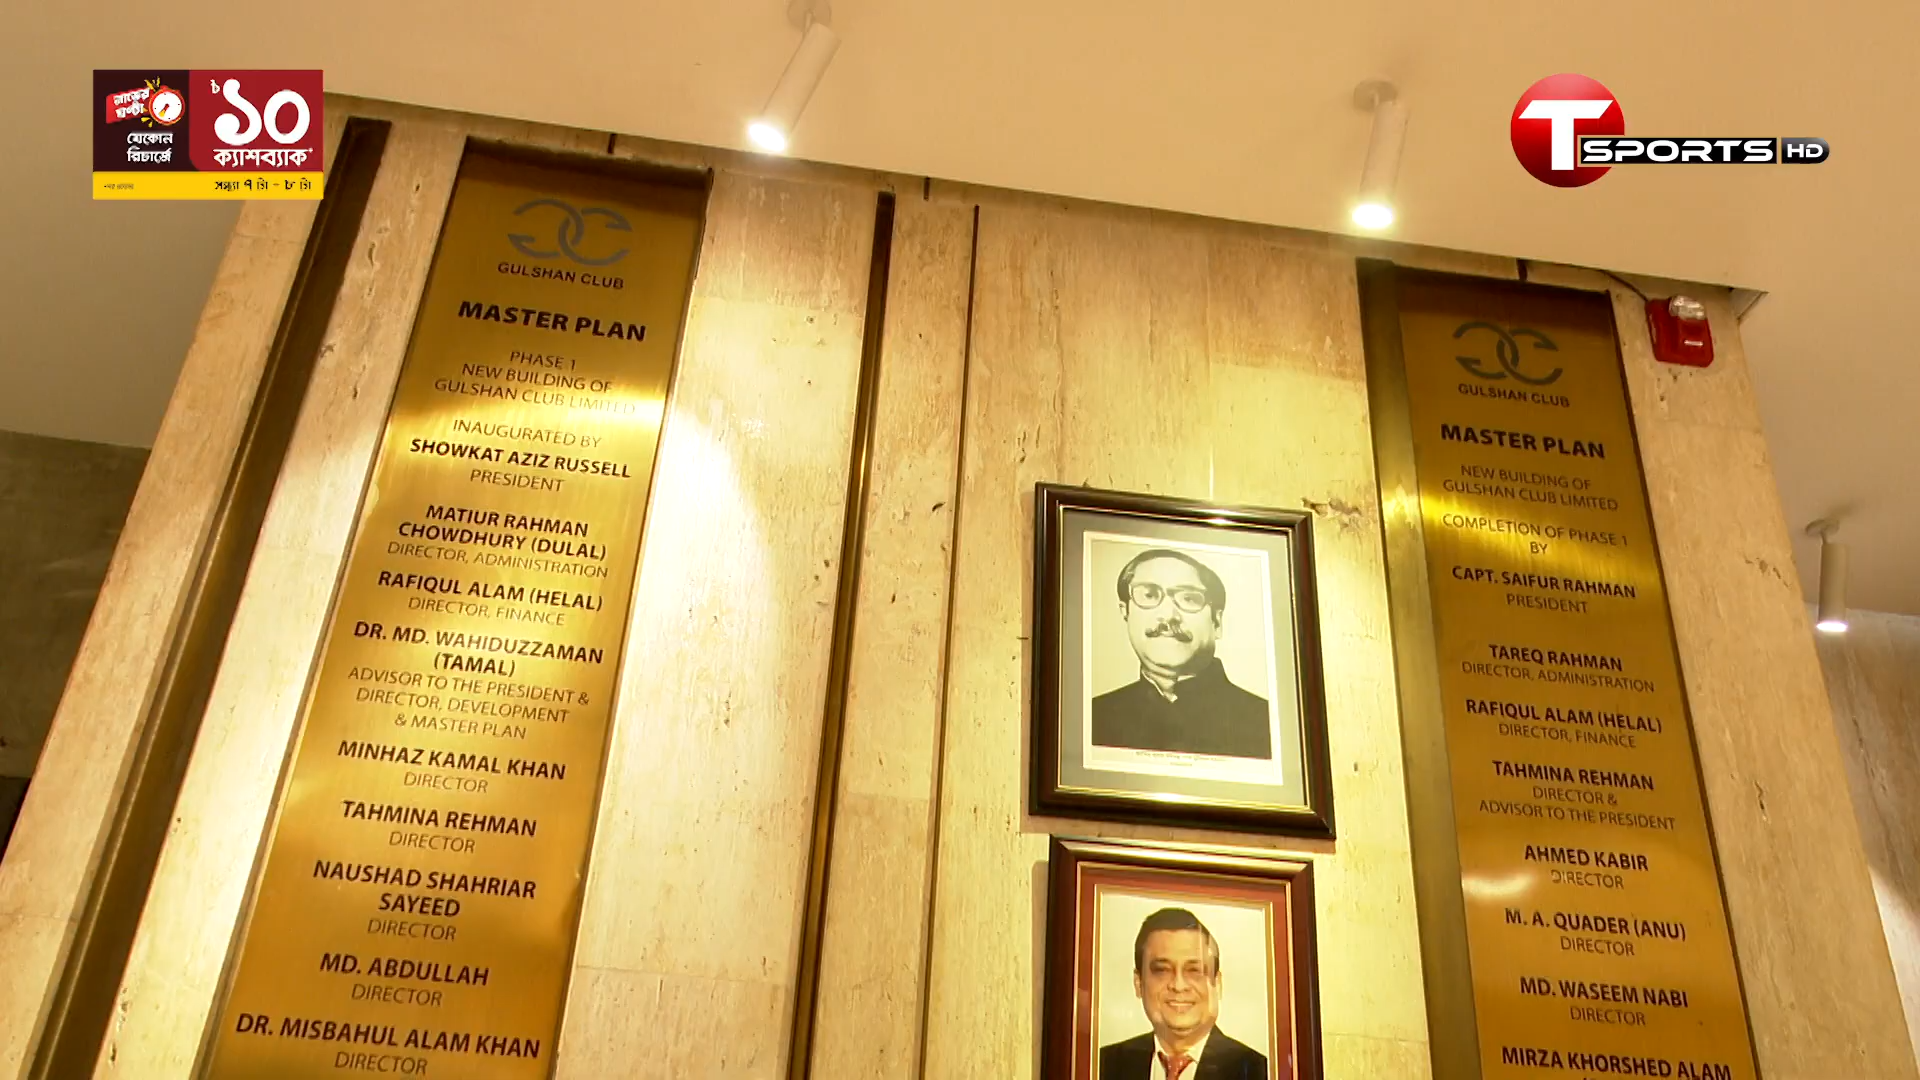 লাভের
ঘণ্টা
যেকোন
রিচার্জে
৳১০
ক্যাশব্যাক*
সন্ধ্যা ৭ টা - ৮ টা
T SPORTS HD
GULSHAN CLUB
MASTER PLAN
PHASE 1
NEW BUILDING OF
GULSHAN CLUB LIMITED
INAUGURATED BY
SHOWKAT AZIZ RUSSELL
PRESIDENT
MATIUR RAHMAN
CHOWDHURY (DULAL)
DIRECTOR, ADMINISTRATION
RAFIQUL ALAM (HELAL)
DIRECTOR, FINANCE
DR. MD. WAHIDUZZAMAN
(TAMAL)
ADVISOR TO THE PRESIDENT &
DIRECTOR, DEVELOPMENT
& MASTER PLAN
MINHAZ KAMAL KHAN
DIRECTOR
TAHMINA REHMAN
DIRECTOR
NAUSHAD SHAHRIAR
SAYEED
DIRECTOR
MD. ABDULLAH
DIRECTOR
DR. MISBAHUL ALAM KHAN
DIRECTOR
GULSHAN CLUB
MASTER PLAN
NEW BUILDING OF
GULSHAN CLUB LIMITED
COMPLETION OF PHASE 1
BY
CAPT. SAIFUR RAHMAN
PRESIDENT
TAREQ RAHMAN
DIRECTOR, ADMINISTRATION
RAFIQUL ALAM (HELAL)
DIRECTOR, FINANCE
TAHMINA REHMAN
DIRECTOR &
ADVISOR TO THE PRESIDENT
AHMED KABIR
DIRECTOR
M. A. QUADER (ANU)
DIRECTOR
MD. WASEEM NABI
DIRECTOR
MIRZA KHORSHED ALAM